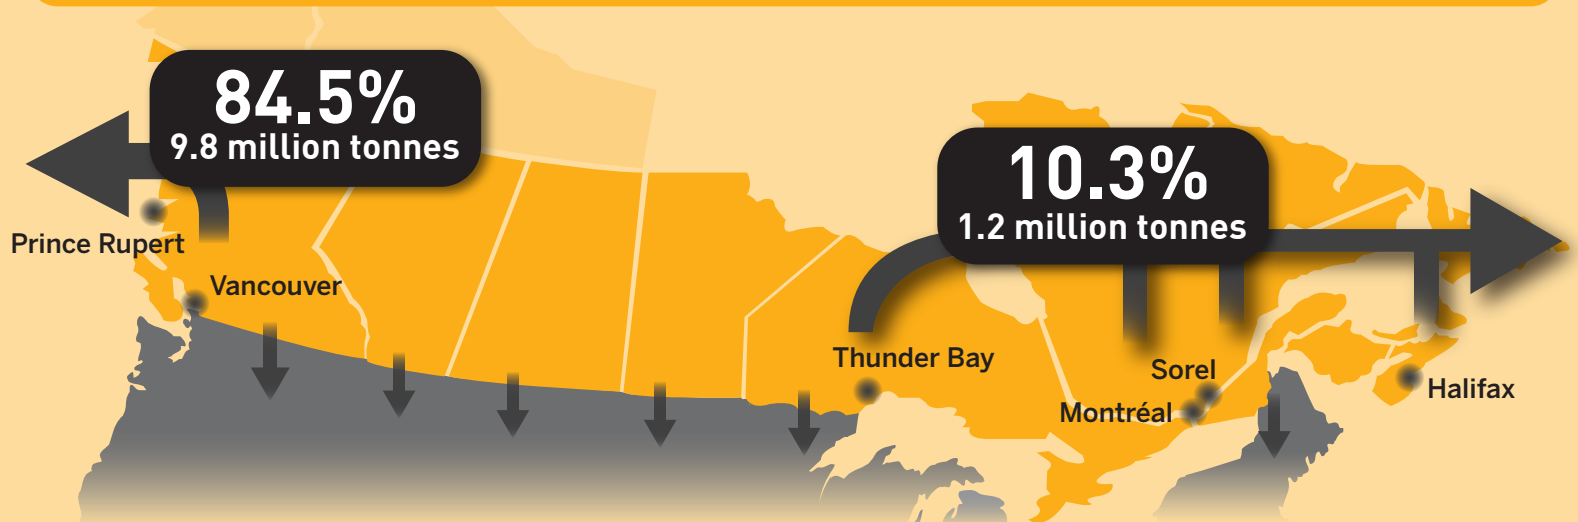 84.5%
9.8 million tonnes
10.3%
1.2 million tonnes
Prince Rupert
Vancouver
Thunder Bay
Sorel
Montréal
Halifax